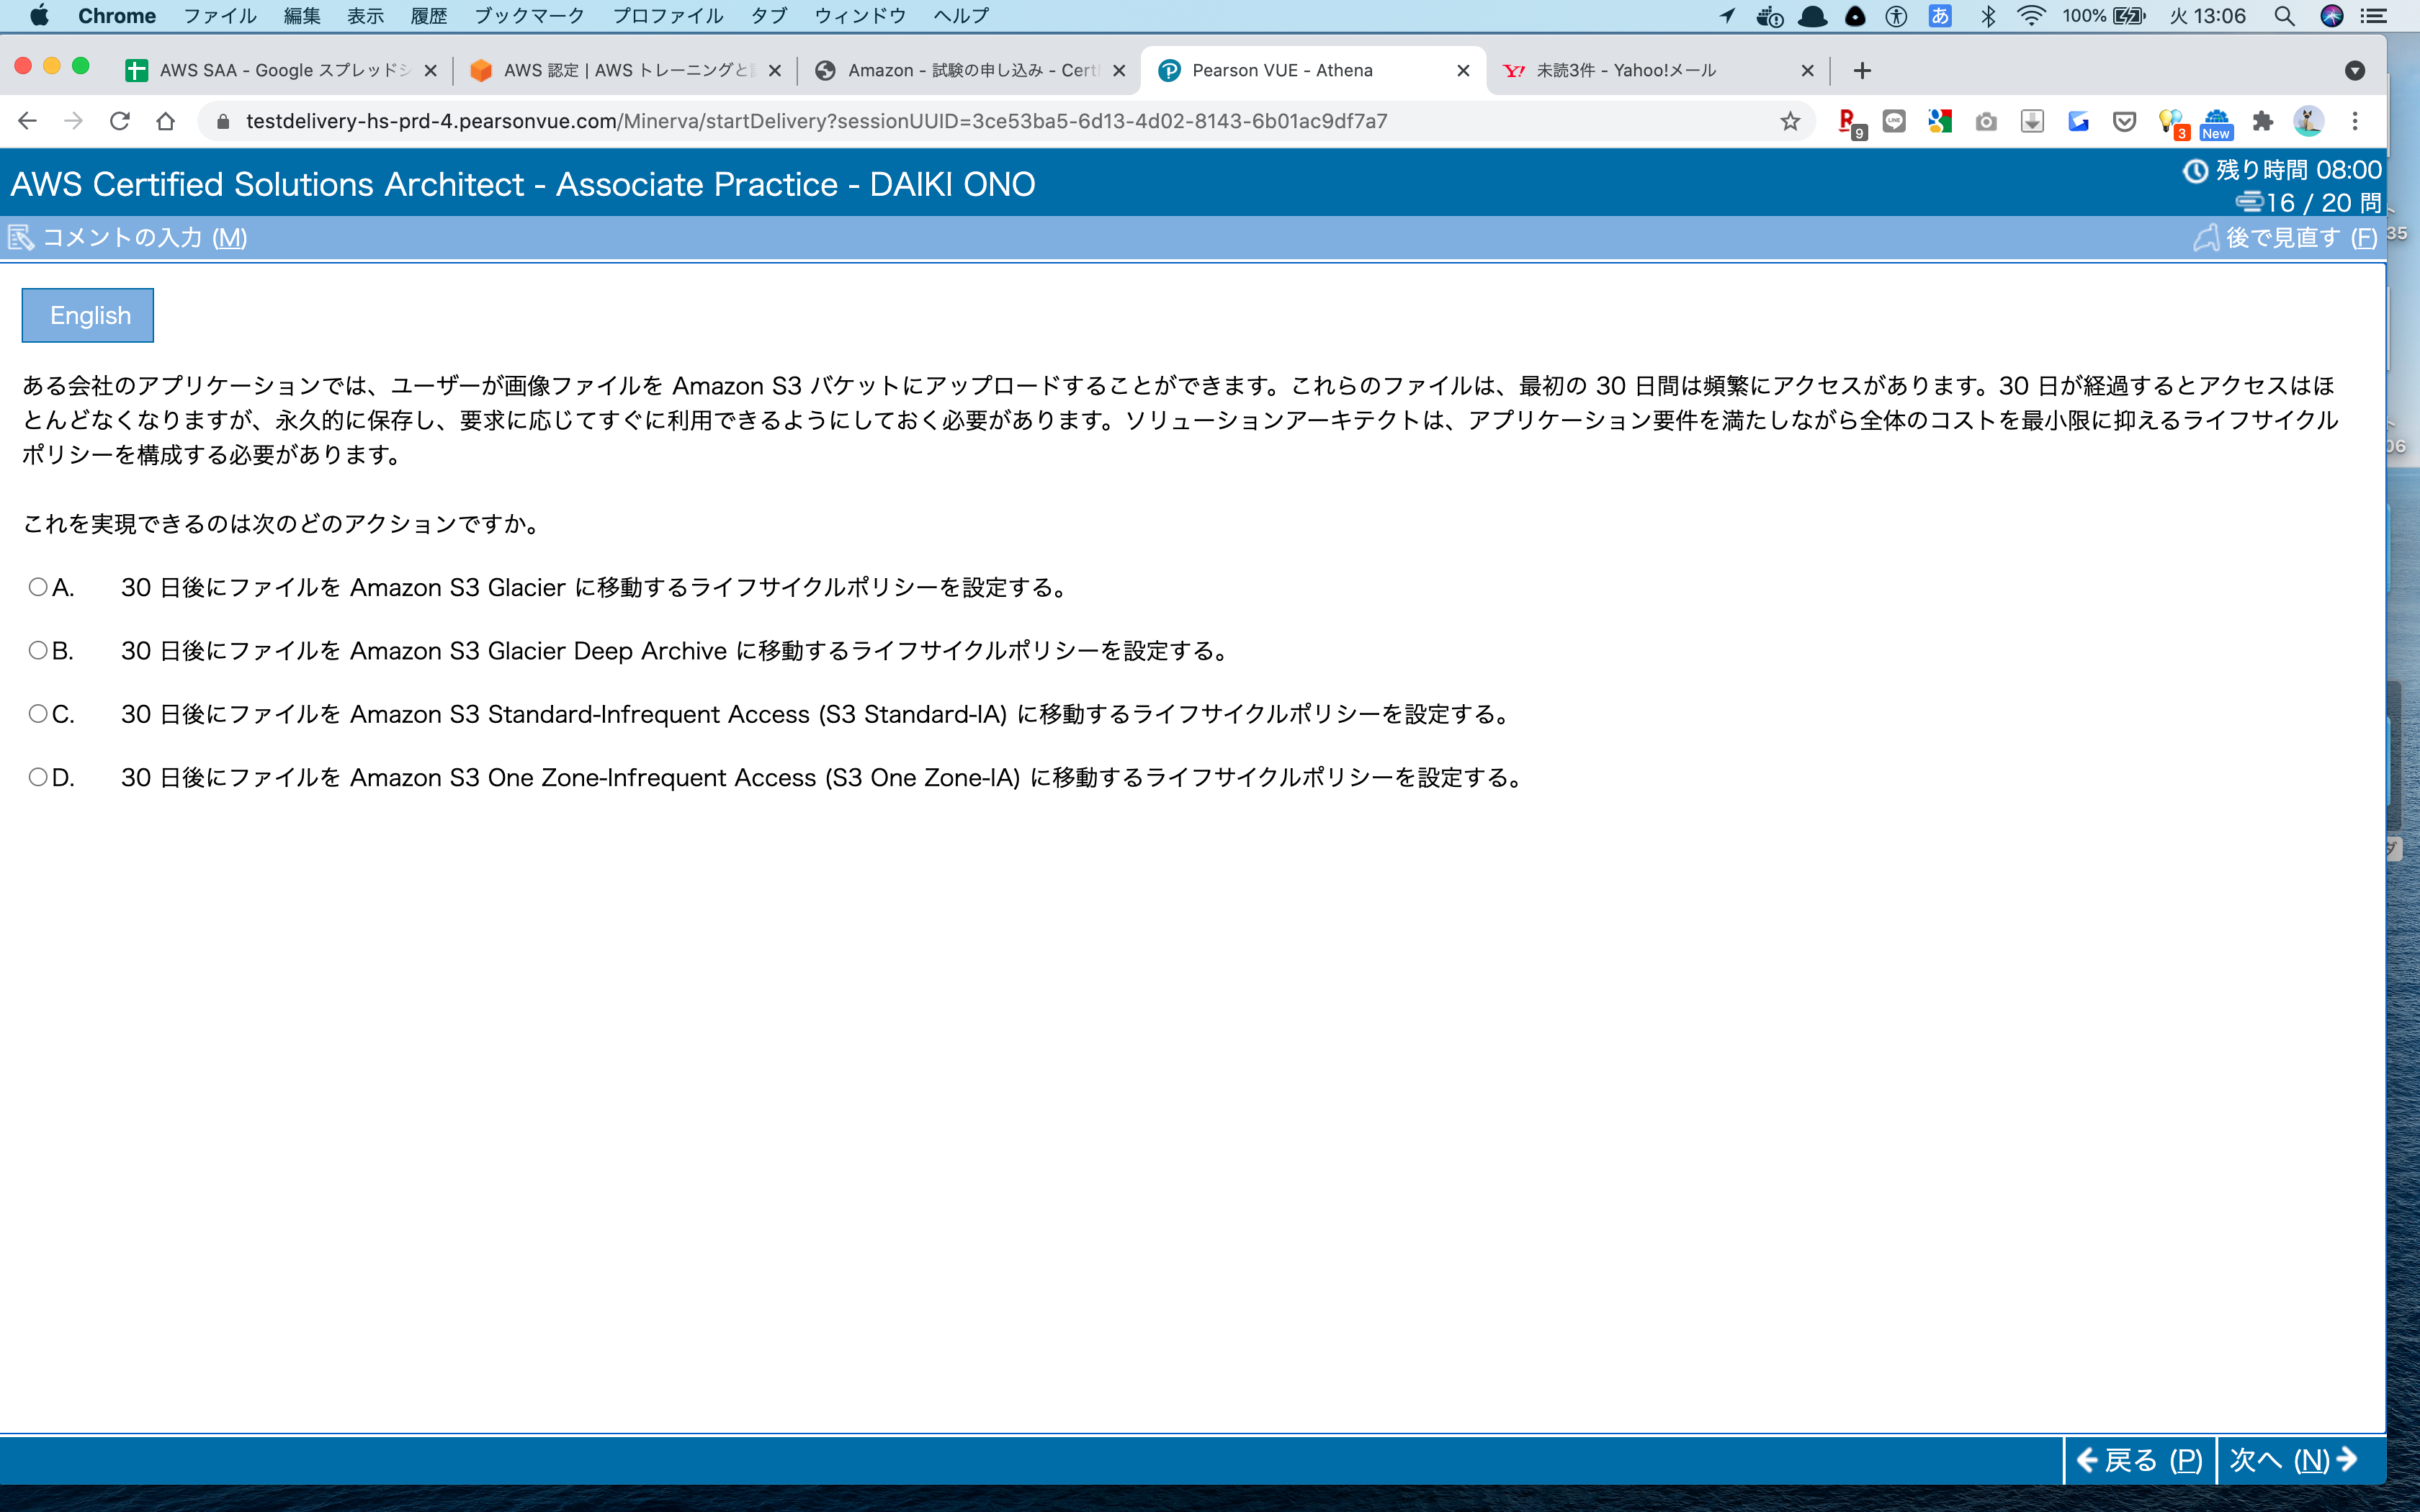 Chrome ファイル 編集 表示 履歴 ブックマーク プロファイル タブ ウィンドウ ヘルプ あ 100% 火 13:06
AWS SAA - Google スプレッドシ AWS 認定 | AWS トレーニングと Amazon - 試験の申し込み - Cert Pearson VUE - Athena Y! 未読3件 - Yahoo!メール
testdelivery-hs-prd-4.pearsonvue.com/Minerva/startDelivery?sessionUUID=3ce53ba5-6d13-4d02-8143-6b01ac9df7a7 R 9 LINE 3 New
AWS Certified Solutions Architect - Associate Practice - DAIKI ONO
残り時間 08:00
16 / 20 問
コメントの入力 (M) 後で見直す (F)
35
English
ある会社のアプリケーションでは、ユーザーが画像ファイルを Amazon S3 バケットにアップロードすることができます。これらのファイルは、最初の 30 日間は頻繁にアクセスがあります。30 日が経過するとアクセスはほ
とんどなくなりますが、永久的に保存し、要求に応じてすぐに利用できるようにしておく必要があります。ソリューションアーキテクトは、アプリケーション要件を満たしながら全体のコストを最小限に抑えるライフサイクル
ポリシーを構成する必要があります。
06
これを実現できるのは次のどのアクションですか。
A. 30 日後にファイルを Amazon S3 Glacier に移動するライフサイクルポリシーを設定する。
B. 30 日後にファイルを Amazon S3 Glacier Deep Archive に移動するライフサイクルポリシーを設定する。
C. 30 日後にファイルを Amazon S3 Standard-Infrequent Access (S3 Standard-IA) に移動するライフサイクルポリシーを設定する。
D. 30 日後にファイルを Amazon S3 One Zone-Infrequent Access (S3 One Zone-IA) に移動するライフサイクルポリシーを設定する。
ダ
戻る (P) 次へ (N)